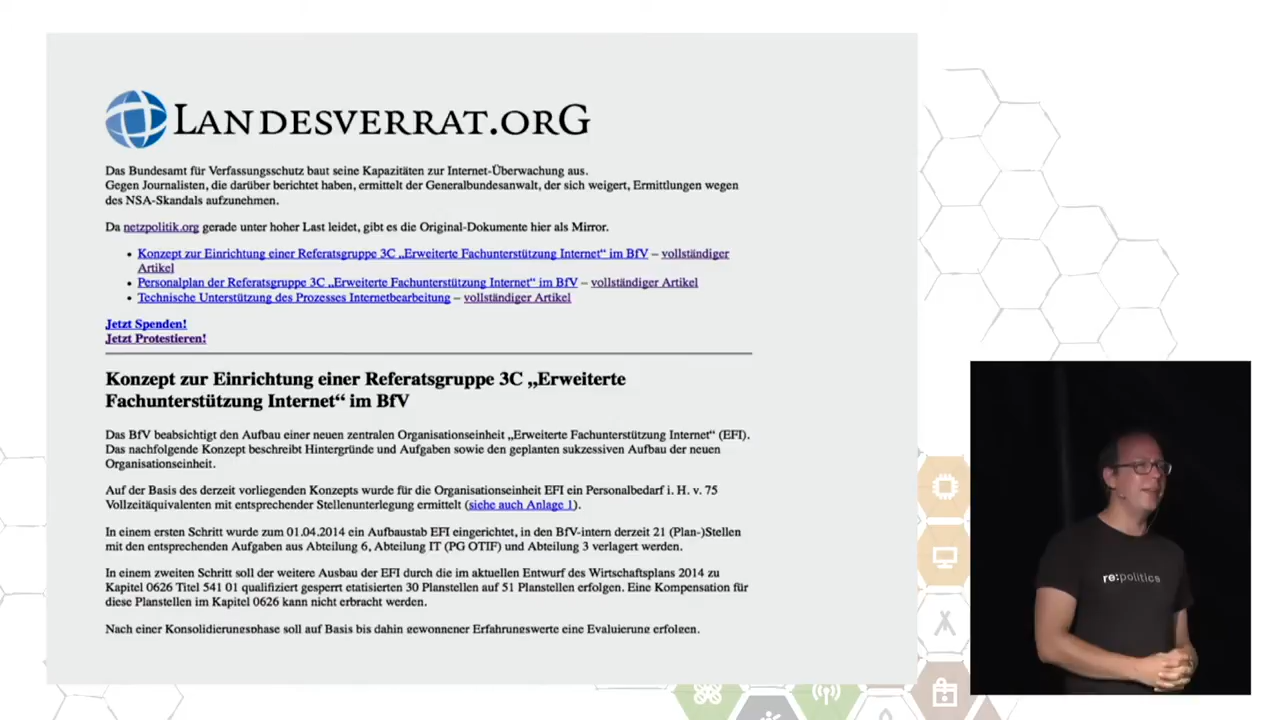 LANDESVERRAT.ORG
Das Bundesamt für Verfassungsschutz baut seine Kapazitäten zur Internet-Überwachung aus.
Gegen Journalisten, die darüber berichtet haben, ermittelt der Generalbundesanwalt, der sich weigert, Ermittlungen wegen
des NSA-Skandals aufzunehmen.
Da netzpolitik.org gerade unter hoher Last leidet, gibt es die Original-Dokumente hier als Mirror.
• Konzept zur Einrichtung einer Referatsgruppe 3C „Erweiterte Fachunterstützung Internet“ im BfV – vollständiger
Artikel
• Personalplan der Referatsgruppe 3C „Erweiterte Fachunterstützung Internet“ im BfV – vollständiger Artikel
• Technische Unterstützung des Prozesses Internetbearbeitung – vollständiger Artikel
Jetzt Spenden!
Jetzt Protestieren!
Konzept zur Einrichtung einer Referatsgruppe 3C „Erweiterte
Fachunterstützung Internet“ im BfV
Das BfV beabsichtigt den Aufbau einer neuen zentralen Organisationseinheit „Erweiterte Fachunterstützung Internet“ (EFI).
Das nachfolgende Konzept beschreibt Hintergründe und Aufgaben sowie den geplanten sukzessiven Aufbau der neuen
Organisationseinheit.
Auf der Basis des derzeit vorliegenden Konzepts wurde für die Organisationseinheit EFI ein Personalbedarf i. H. v. 75
Vollzeitäquivalenten mit entsprechender Stellenunterlegung ermittelt (siehe auch Anlage 1).
In einem ersten Schritt wurde zum 01.04.2014 ein Aufbaustab EFI eingerichtet, in den BfV-intern derzeit 21 (Plan-)Stellen
mit den entsprechenden Aufgaben aus Abteilung 6, Abteilung IT (PG OTIF) und Abteilung 3 verlagert werden.
In einem zweiten Schritt soll der weitere Ausbau der EFI durch die im aktuellen Entwurf des Wirtschaftsplans 2014 zu
Kapitel 0626 Titel 541 01 qualifiziert gesperrt etatisierten 30 Planstellen auf 51 Planstellen erfolgen. Eine Kompensation für
diese Planstellen im Kapitel 0626 kann nicht erbracht werden.
Nach einer Konsolidierungsphase soll auf Basis bis dahin gewonnener Erfahrungswerte eine Evaluierung erfolgen.
re:politics